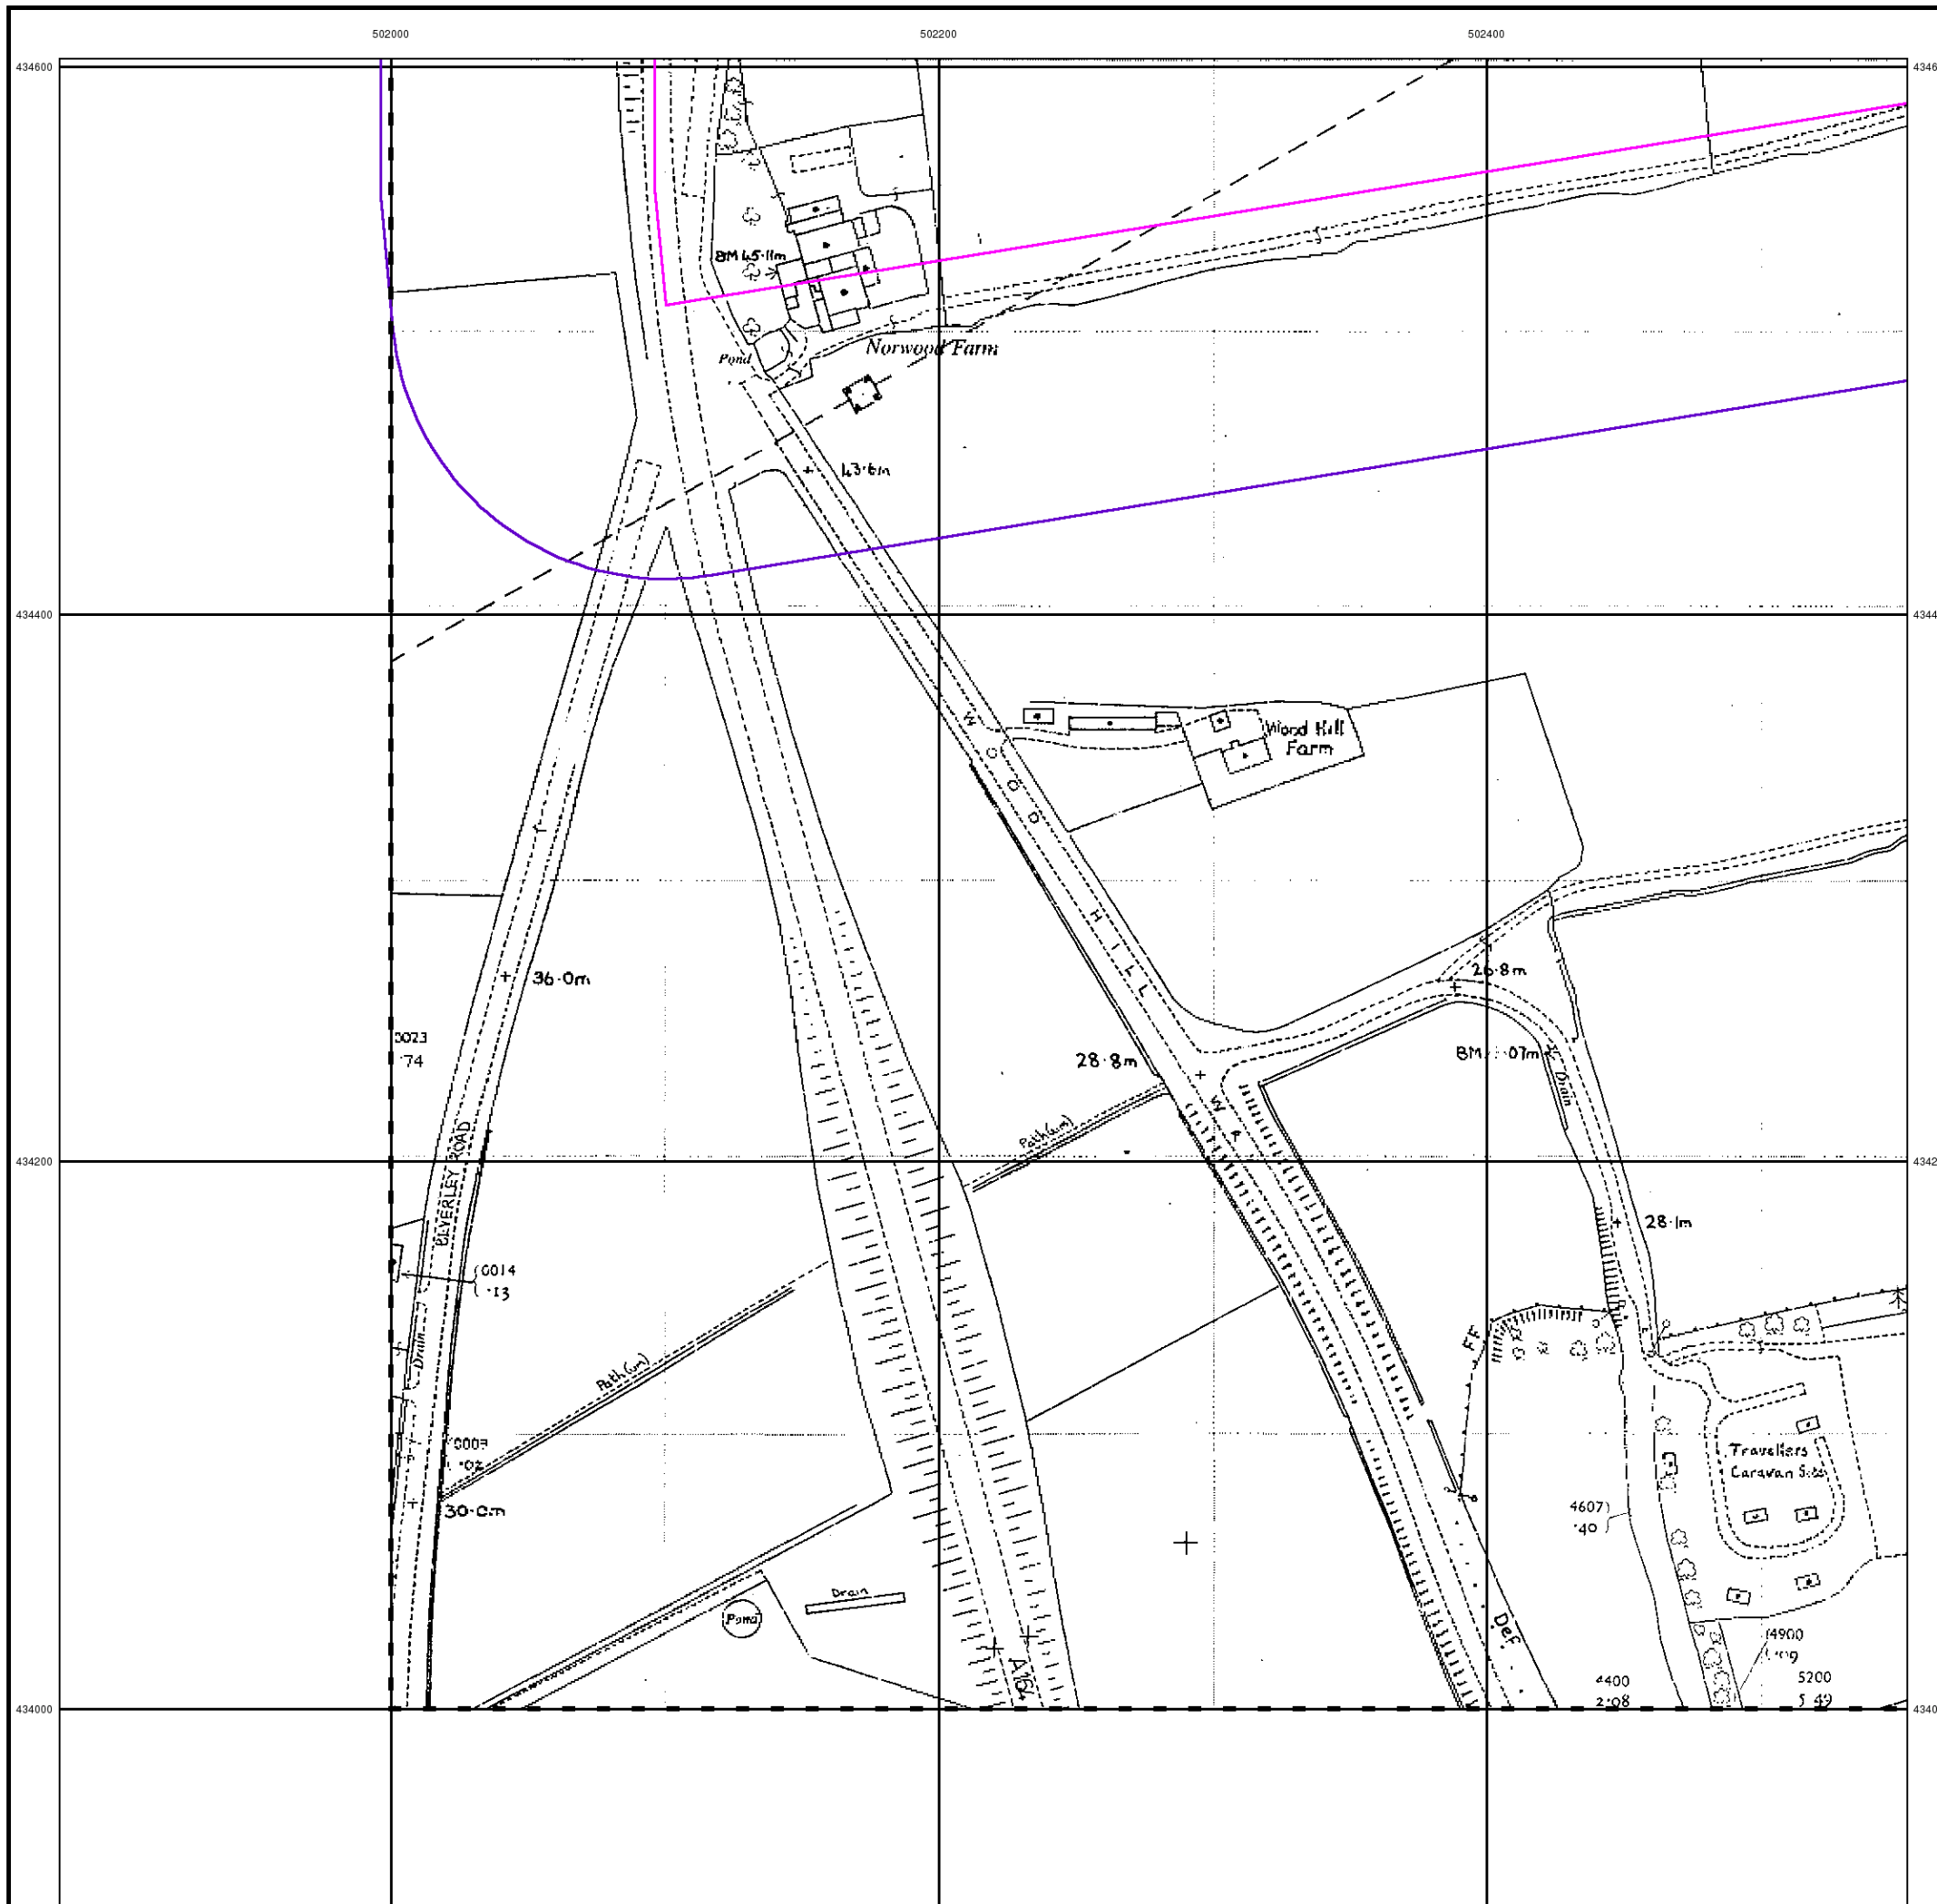 502000
502200
502400
434600
BM 45·11m
Pond
Norwood Farm
43·6m
434400
Wood Hill
Farm
WOOD HILL WA
36·0m
26·8m
0023
·74
28·8m
Drain
Path (um)
434200
ROAD
28·1m
0014
·13
Drain
Path (um)
FF
Travellers
Caravan Site
·02
30·0m
4607
·40
Drain
Pond
Def
A164
4900
·09
4400
2·08
5200
5·49
434000